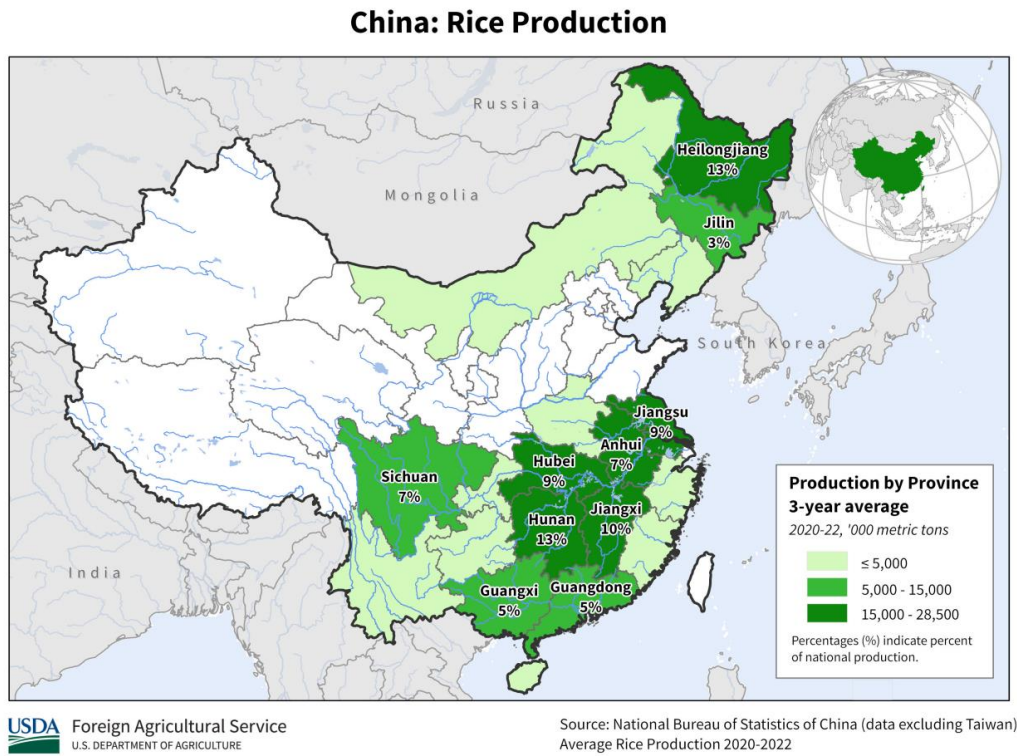 China: Rice Production
Russia
Mongolia
Heilongjiang
13%
Jilin
3%
South Korea
Jiangsu
9%
Anhui
7%
Hubei
9%
Sichuan
7%
Jiangxi
10%
Hunan
13%
Guangxi
5%
Guangdong
5%
India
Production by Province
3-year average
2020-22, '000 metric tons
≤ 5,000
5,000 - 15,000
15,000 - 28,500
Percentages (%) indicate percent
of national production.
USDA
Foreign Agricultural Service
U.S. DEPARTMENT OF AGRICULTURE
Source: National Bureau of Statistics of China (data excluding Taiwan)
Average Rice Production 2020-2022